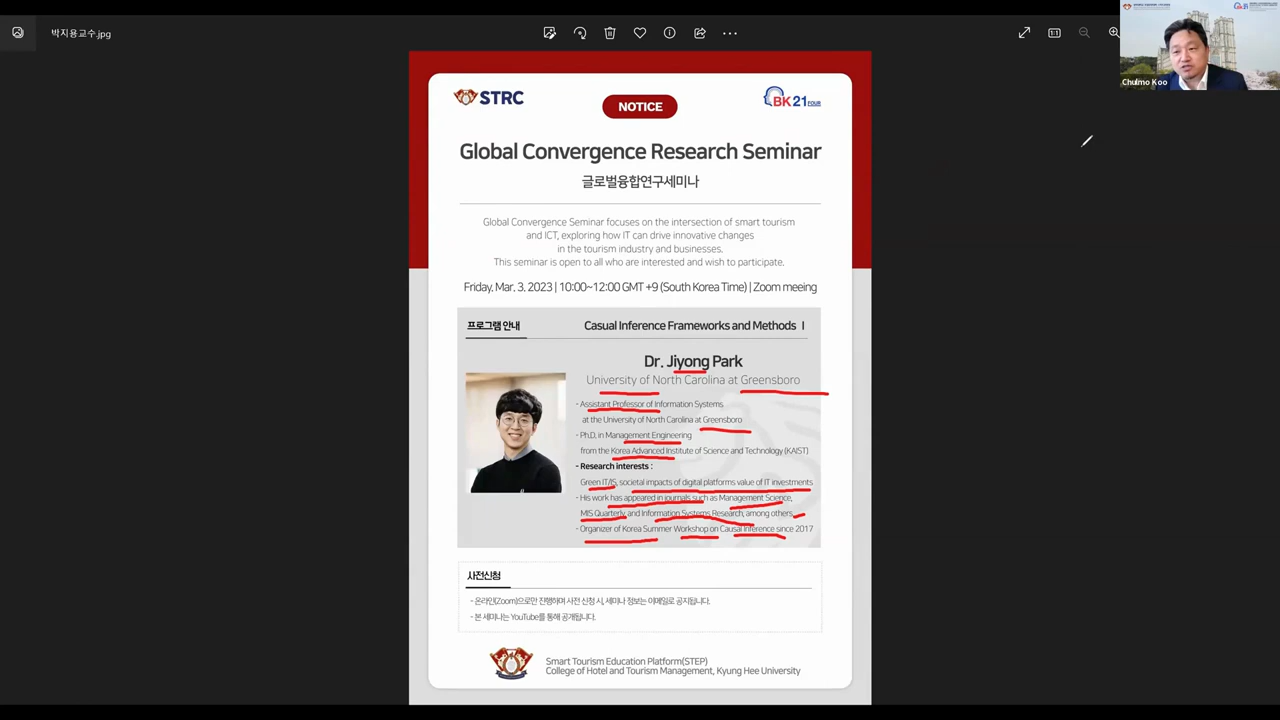 박지용교수.jpg
Chulmo Koo
STRC
NOTICE
BK 21 FOUR
Global Convergence Research Seminar
글로벌융합연구세미나
Global Convergence Seminar focuses on the intersection of smart tourism
and ICT, exploring how IT can drive innovative changes
in the tourism industry and businesses.
This seminar is open to all who are interested and wish to participate.
Friday, Mar. 3, 2023 | 10:00~12:00 GMT +9 (South Korea Time) | Zoom meeing
프로그램 안내
Casual Inference Frameworks and Methods I
Dr. Jiyong Park
University of North Carolina at Greensboro
- Assistant Professor of Information Systems
at the University of North Carolina at Greensboro
- Ph.D. in Management Engineering
from the Korea Advanced Institute of Science and Technology (KAIST)
- Research interests :
Green IT/IS, societal impacts of digital platforms value of IT investments
- His work has appeared in journals such as Management Science,
MIS Quarterly, and Information Systems Research, among others.
- Organizer of Korea Summer Workshop on Causal Inference since 2017
사전신청
- 온라인(Zoom)으로만 진행하며 사전 신청 시, 세미나 정보는 이메일로 공지됩니다.
- 본 세미나는 YouTube를 통해 공개됩니다.
Smart Tourism Education Platform(STEP)
College of Hotel and Tourism Management, Kyung Hee University